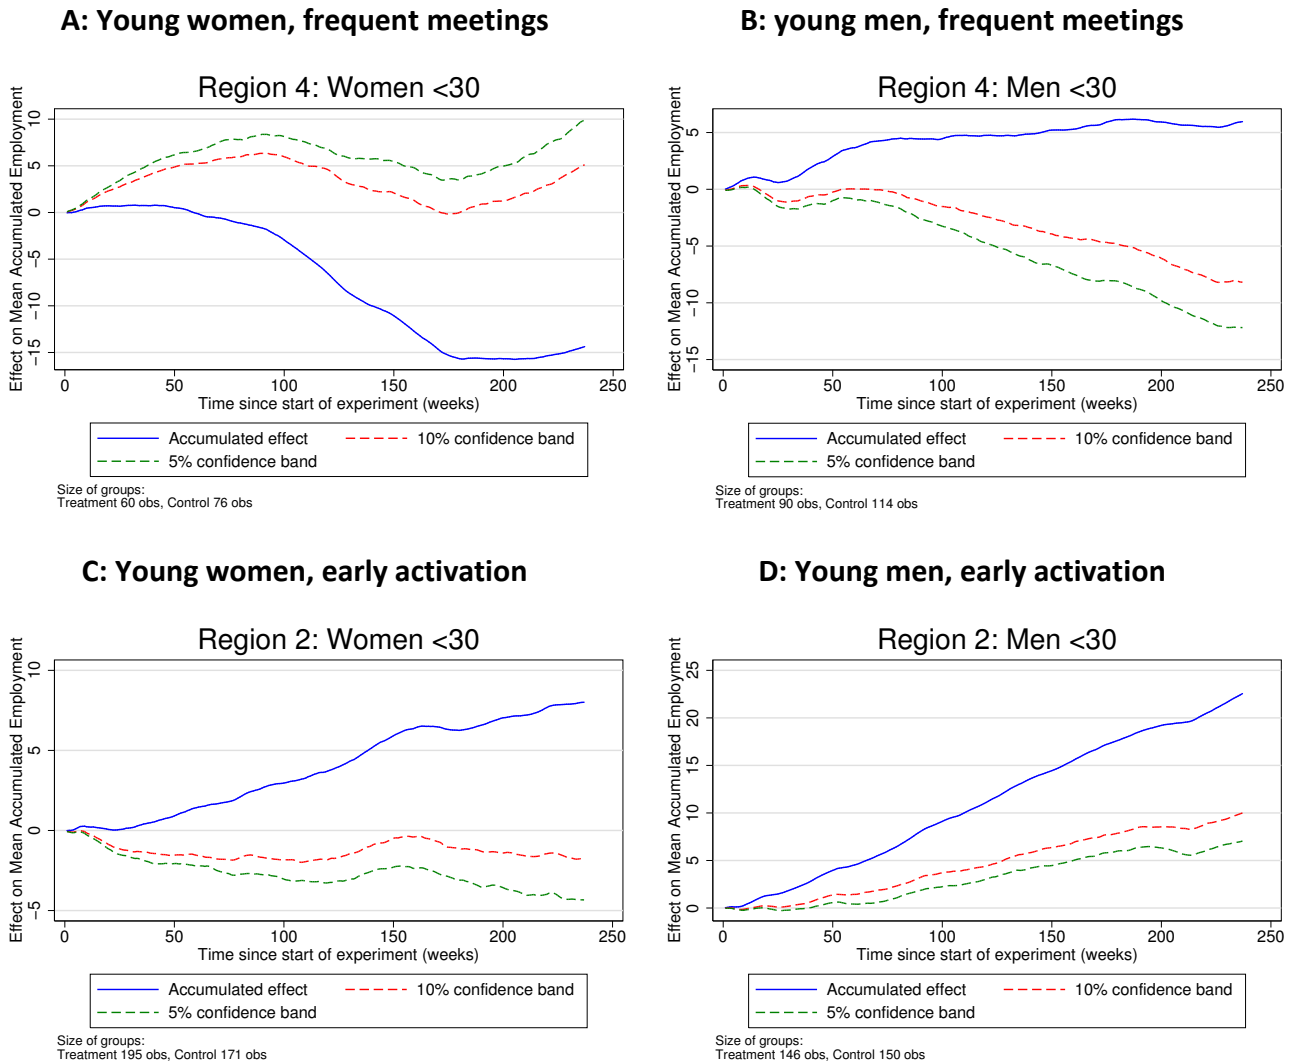 A: Young women, frequent meetings
Region 4: Women <30
Effect on Mean Accumulated Employment
10
5
0
−5
−10
−15
0 50 100 150 200 250
Time since start of experiment (weeks)
Accumulated effect 10% confidence band
5% confidence band
Size of groups:
Treatment 60 obs, Control 76 obs
B: young men, frequent meetings
Region 4: Men <30
Effect on Mean Accumulated Employment
5
0
−5
−10
−15
0 50 100 150 200 250
Time since start of experiment (weeks)
Accumulated effect 10% confidence band
5% confidence band
Size of groups:
Treatment 90 obs, Control 114 obs
C: Young women, early activation
Region 2: Women <30
Effect on Mean Accumulated Employment
10
5
0
−5
0 50 100 150 200 250
Time since start of experiment (weeks)
Accumulated effect 10% confidence band
5% confidence band
Size of groups:
Treatment 195 obs, Control 171 obs
D: Young men, early activation
Region 2: Men <30
Effect on Mean Accumulated Employment
25
20
15
10
5
0
0 50 100 150 200 250
Time since start of experiment (weeks)
Accumulated effect 10% confidence band
5% confidence band
Size of groups:
Treatment 146 obs, Control 150 obs